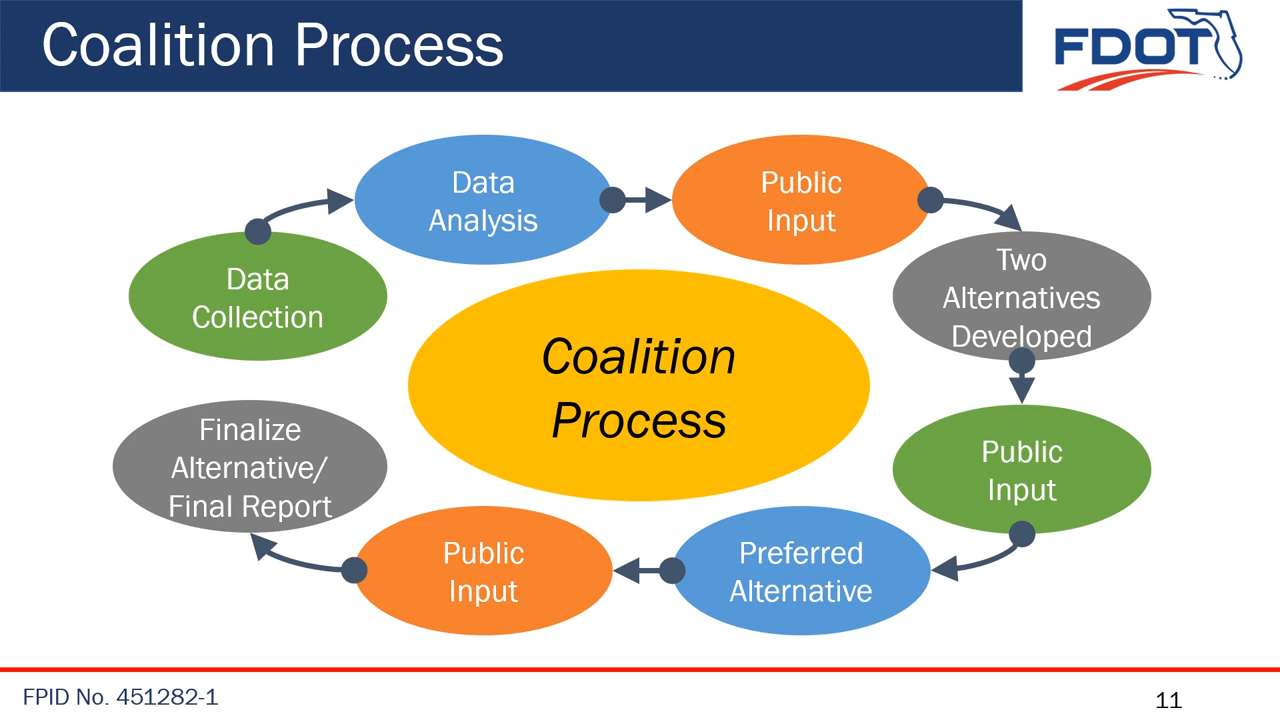 Coalition Process
FDOT
Data
Analysis
Public
Input
Data
Collection
Two
Alternatives
Developed
Coalition
Process
Finalize
Alternative/
Final Report
Public
Input
Public
Input
Preferred
Alternative
FPID No. 451282-1
11